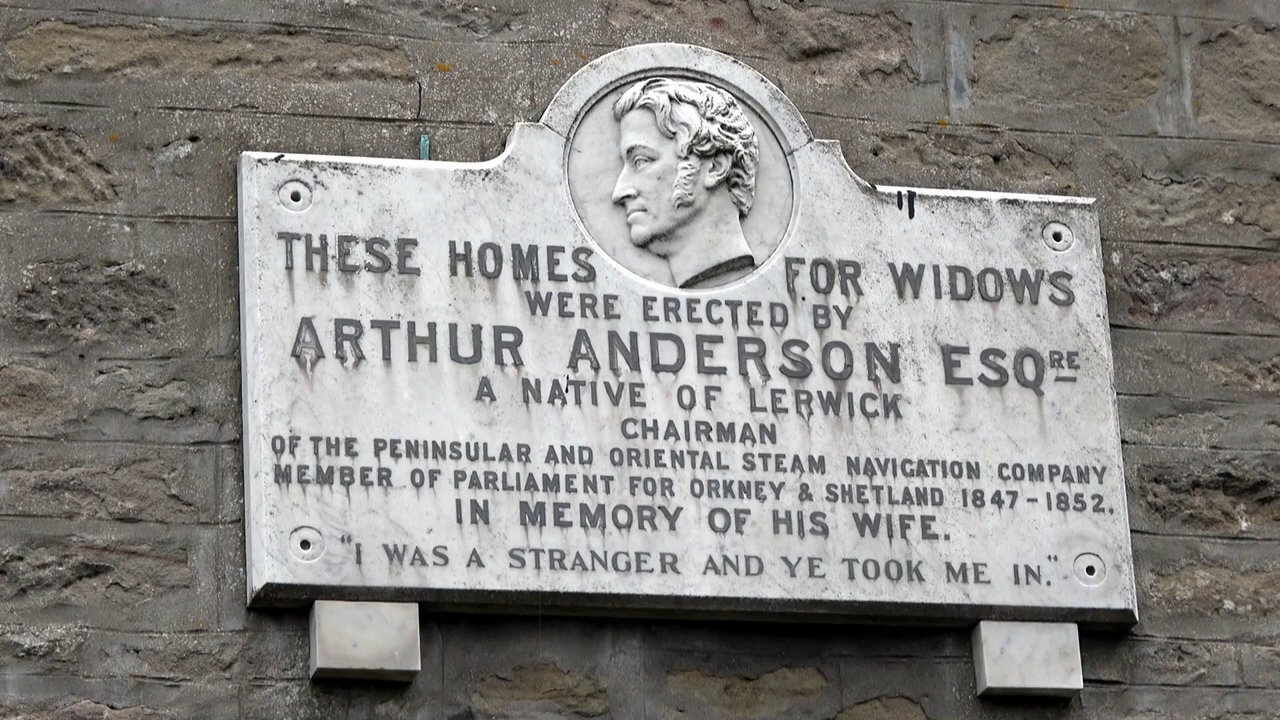 THESE HOMES FOR WIDOWS
WERE ERECTED BY
ARTHUR ANDERSON ESQRE
A NATIVE OF LERWICK
CHAIRMAN
OF THE PENINSULAR AND ORIENTAL STEAM NAVIGATION COMPANY
MEMBER OF PARLIAMENT FOR ORKNEY & SHETLAND 1847-1852.
IN MEMORY OF HIS WIFE.
"I WAS A STRANGER AND YE TOOK ME IN."